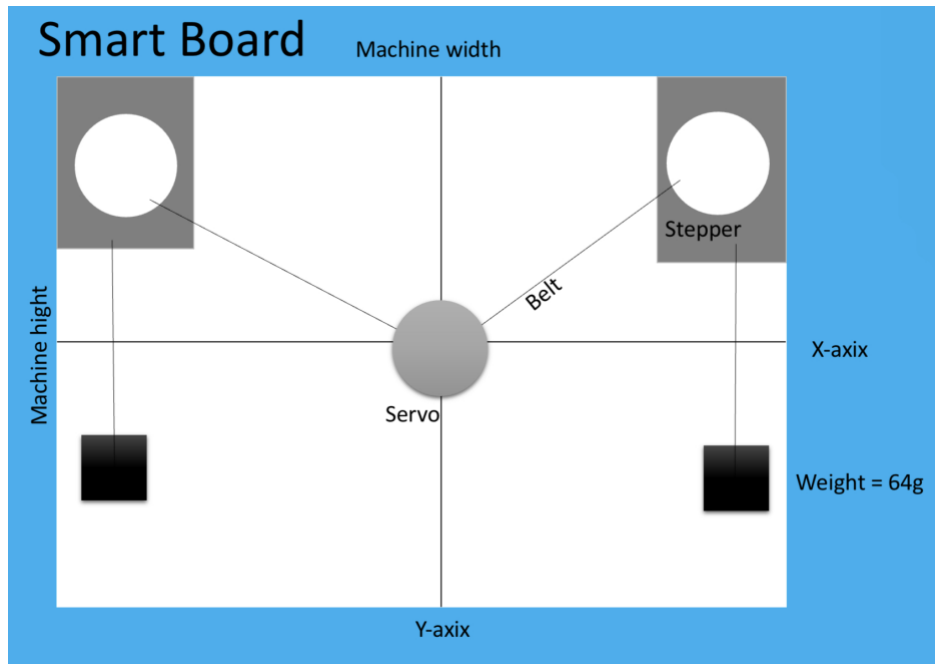 Smart Board
Machine width
Stepper
Belt
Machine hight
X-axix
Servo
Weight = 64g
Y-axix